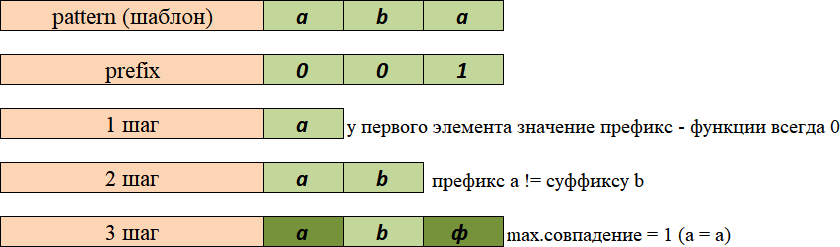 pattern (шаблон) a b a
prefix 0 0 1
1 шаг a у первого элемента значение префикс - функции всегда 0
2 шаг a b префикс a != суффиксу b
3 шаг a b ф max.совпадение = 1 (a = a)